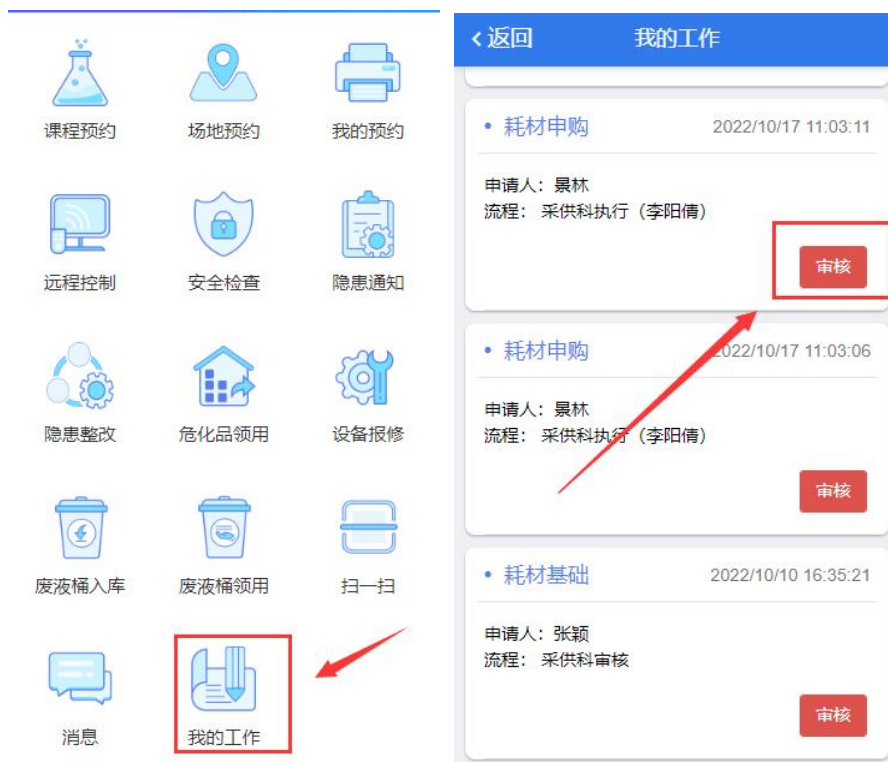 课程预约
场地预约
我的预约
远程控制
安全检查
隐患通知
隐患整改
危化品领用
设备报修
废液桶入库
废液桶领用
扫一扫
消息
我的工作
返回
我的工作
• 耗材申购
2022/10/17 11:03:11
申请人：景林
流程： 采供科执行（李阳倩）
审核
• 耗材申购
2022/10/17 11:03:06
申请人：景林
流程： 采供科执行（李阳倩）
审核
• 耗材基础
2022/10/10 16:35:21
申请人：张颖
流程： 采供科审核
审核